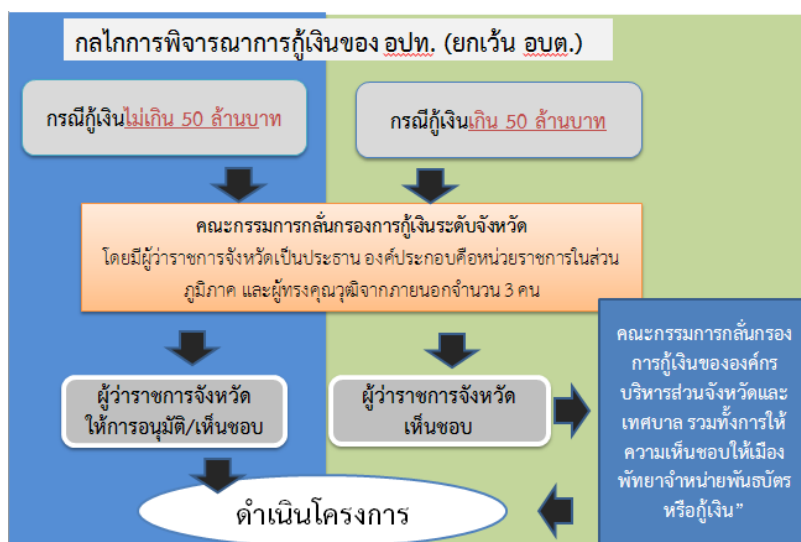 กลไกการพิจารณาการกู้เงินของ อปท. (ยกเว้น อบต.)
กรณีกู้เงินไม่เกิน 50 ล้านบาท
กรณีกู้เงินเกิน 50 ล้านบาท
คณะกรรมการกลั่นกรองการกู้เงินระดับจังหวัด
โดยมีผู้ว่าราชการจังหวัดเป็นประธาน องค์ประกอบคือหน่วยราชการในส่วน
ภูมิภาค และผู้ทรงคุณวุฒิจากภายนอกจำนวน 3 คน
ผู้ว่าราชการจังหวัด
ให้การอนุมัติ/เห็นชอบ
ผู้ว่าราชการจังหวัด
เห็นชอบ
คณะกรรมการกลั่นกรอง
การกู้เงินขององค์กร
บริหารส่วนจังหวัดและ
เทศบาล รวมทั้งการให้
ความเห็นชอบให้เมือง
พัทยาจำหน่ายพันธบัตร
หรือกู้เงิน”
ดำเนินโครงการ